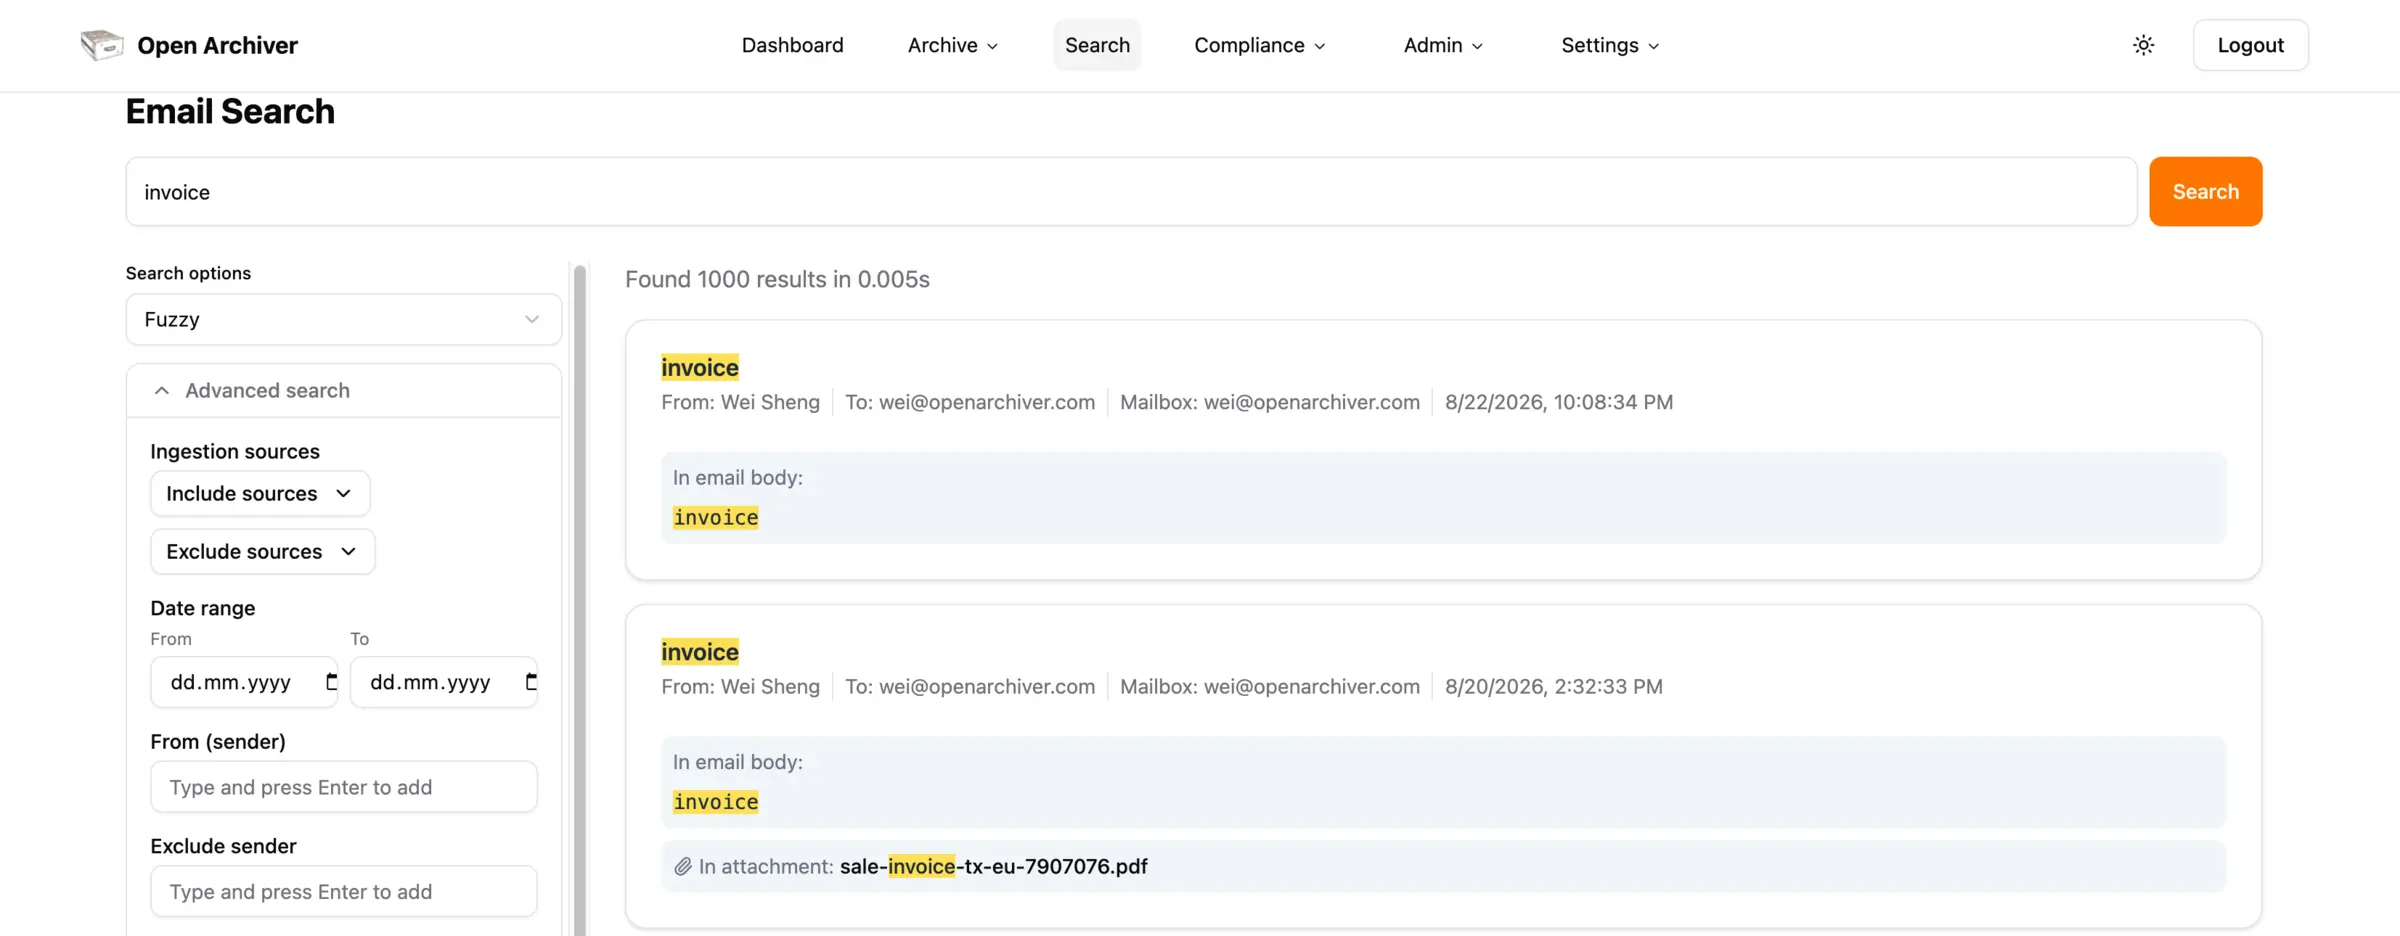 Open Archiver
Dashboard
Archive
Search
Compliance
Admin
Settings
Logout
Email Search
invoice
Search
Search options
Fuzzy
Advanced search
Ingestion sources
Include sources
Exclude sources
Date range
From To
dd.mm.yyyy dd.mm.yyyy
From (sender)
Type and press Enter to add
Exclude sender
Type and press Enter to add
Found 1000 results in 0.005s
invoice
From: Wei Sheng To: wei@openarchiver.com Mailbox: wei@openarchiver.com 8/22/2026, 10:08:34 PM
In email body:
invoice
invoice
From: Wei Sheng To: wei@openarchiver.com Mailbox: wei@openarchiver.com 8/20/2026, 2:32:33 PM
In email body:
invoice
In attachment: sale-invoice-tx-eu-7907076.pdf